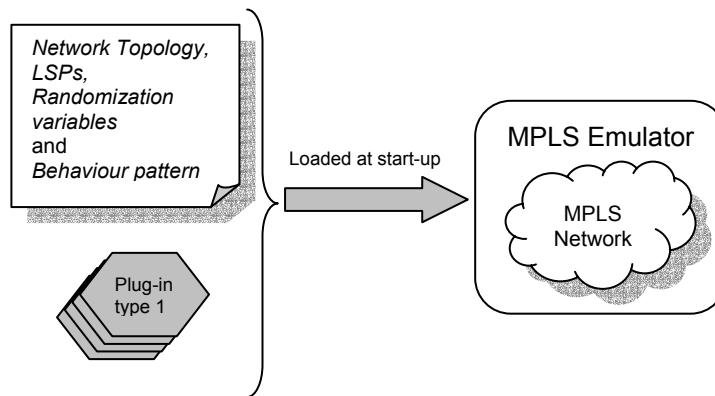 Network Topology,
LSPs,
Randomization
variables
and
Behaviour pattern
Plug-in
type 1
Loaded at start-up
MPLS Emulator
MPLS
Network